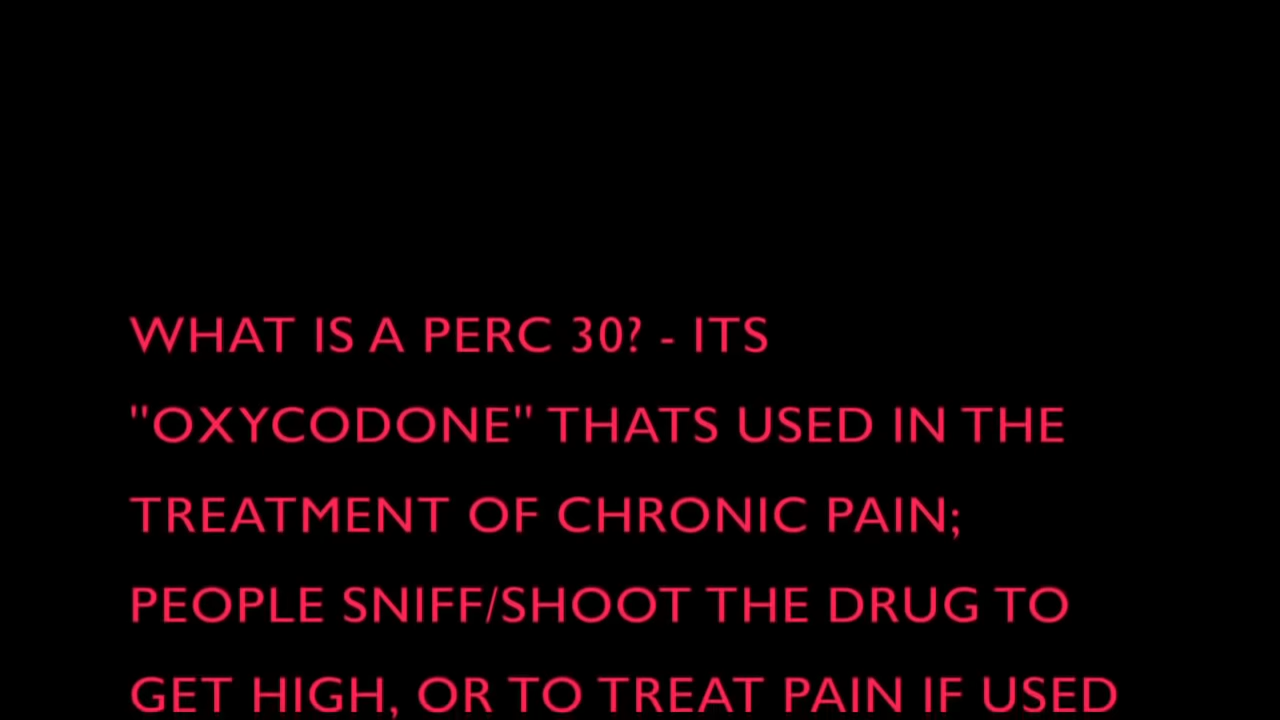 WHAT IS A PERC 30? - ITS
"OXYCODONE" THATS USED IN THE
TREATMENT OF CHRONIC PAIN;
PEOPLE SNIFF/SHOOT THE DRUG TO
GET HIGH, OR TO TREAT PAIN IF USED